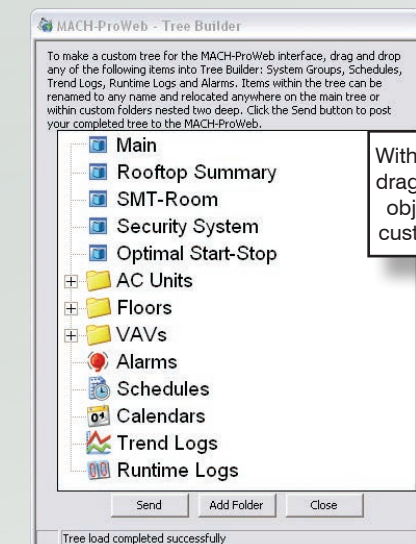 MACH-ProWeb - Tree Builder
To make a custom tree for the MACH-ProWeb interface, drag and drop
any of the following items into Tree Builder: System Groups, Schedules,
Trend Logs, Runtime Logs and Alarms. Items within the tree can be
renamed to any name and relocated anywhere on the main tree or
within custom folders nested two deep. Click the Send button to post
your completed tree to the MACH-ProWeb.
Main
Rooftop Summary
SMT-Room
Security System
Optimal Start-Stop
AC Units
Floors
VAVs
Alarms
Schedules
Calendars
Trend Logs
Runtime Logs
With
drag
obj
cust
Send Add Folder Close
Tree load completed successfully